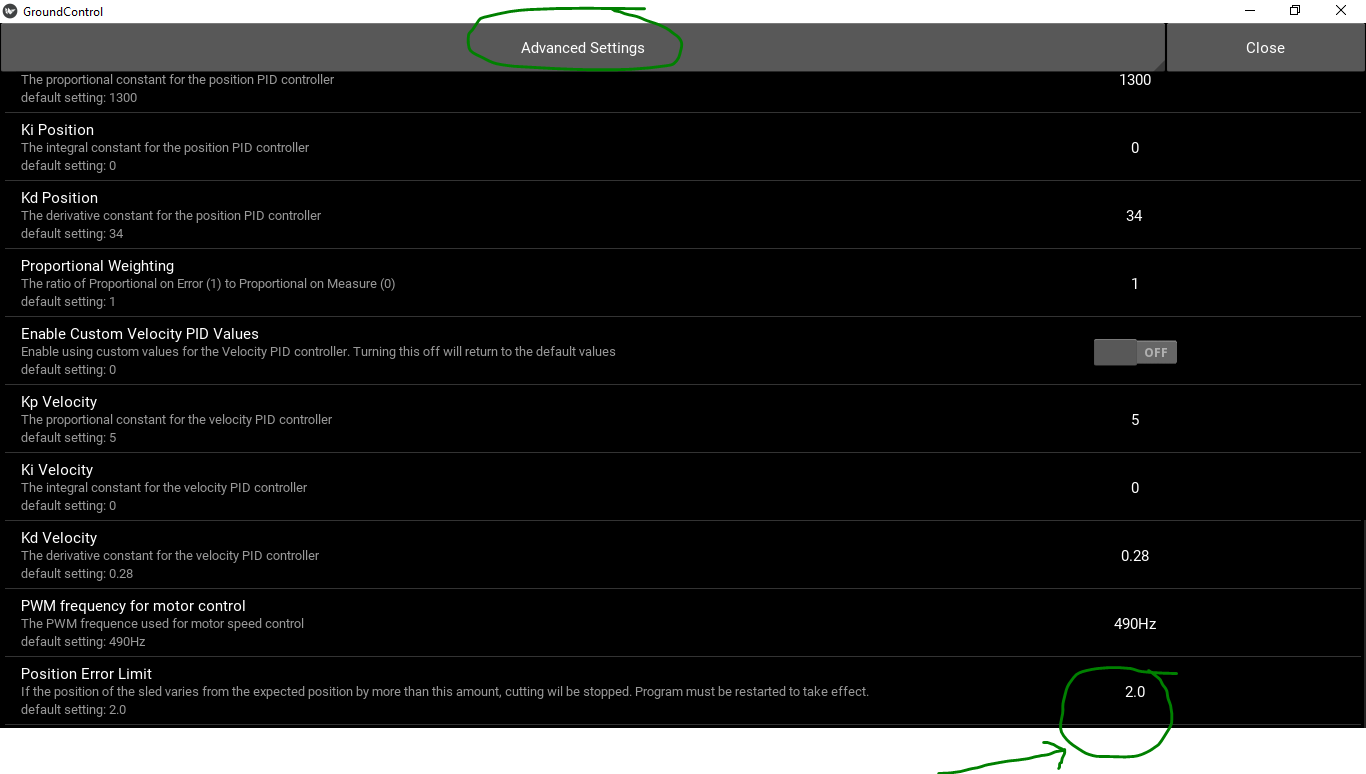 GroundControl
Advanced Settings
Close
The proportional constant for the position PID controller
1300
default setting: 1300
Ki Position
The integral constant for the position PID controller
0
default setting: 0
Kd Position
The derivative constant for the position PID controller
34
default setting: 34
Proportional Weighting
The ratio of Proportional on Error (1) to Proportional on Measure (0)
1
default setting: 1
Enable Custom Velocity PID Values
Enable using custom values for the Velocity PID controller. Turning this off will return to the default values
OFF
default setting: 0
Kp Velocity
The proportional constant for the velocity PID controller
5
default setting: 5
Ki Velocity
The integral constant for the velocity PID controller
0
default setting: 0
Kd Velocity
The derivative constant for the velocity PID controller
0.28
default setting: 0.28
PWM frequency for motor control
The PWM frequence used for motor speed control
490Hz
default setting: 490Hz
Position Error Limit
If the position of the sled varies from the expected position by more than this amount, cutting wil be stopped. Program must be restarted to take effect.
2.0
default setting: 2.0